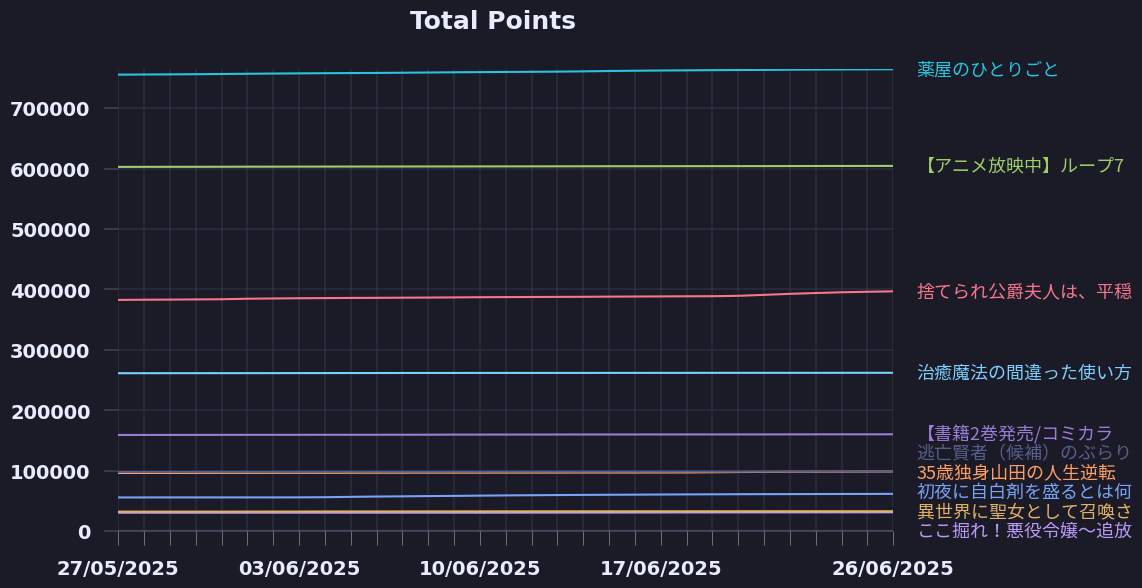 Total Points
700000
600000
500000
400000
300000
200000
100000
0
27/05/2025
03/06/2025
10/06/2025
17/06/2025
26/06/2025
薬屋のひとりごと
【アニメ放映中】ループ7
捨てられ公爵夫人は、平穏
治癒魔法の間違った使い方
【書籍2巻発売/コミカラ
逃亡賢者（候補）のぶらり
35歳独身山田の人生逆転
初夜に自白剤を盛るとは何
異世界に聖女として召喚さ
ここ掘れ！悪役令嬢～追放